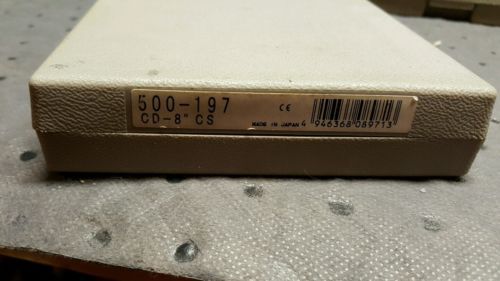 500-197
CD-8" CS
CE
MADE IN JAPAN
4 946368 089713